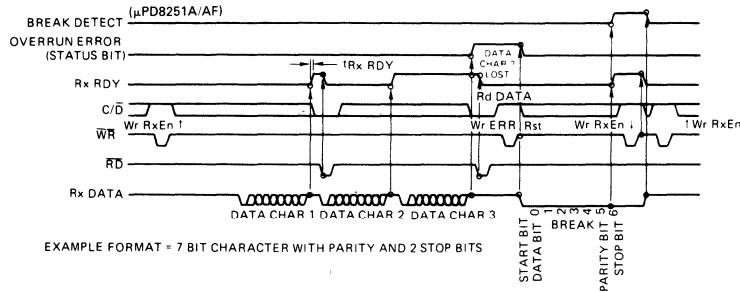 (µPD8251A/AF)
BREAK DETECT
OVERRUN ERROR
(STATUS BIT)
DATA
CHAR 2
LOST
tRx RDY
Rx RDY
Rd DATA
C/D̅
Wr RxEn ↑
Wr ERR Rst
Wr RxEn ↓
↑ Wr RxEn
W̅R̅
R̅D̅
Rx DATA
DATA CHAR 1 DATA CHAR 2 DATA CHAR 3
START BIT
DATA BIT 0
1
2
3
4
5
6
PARITY BIT
STOP BIT
BREAK
EXAMPLE FORMAT = 7 BIT CHARACTER WITH PARITY AND 2 STOP BITS